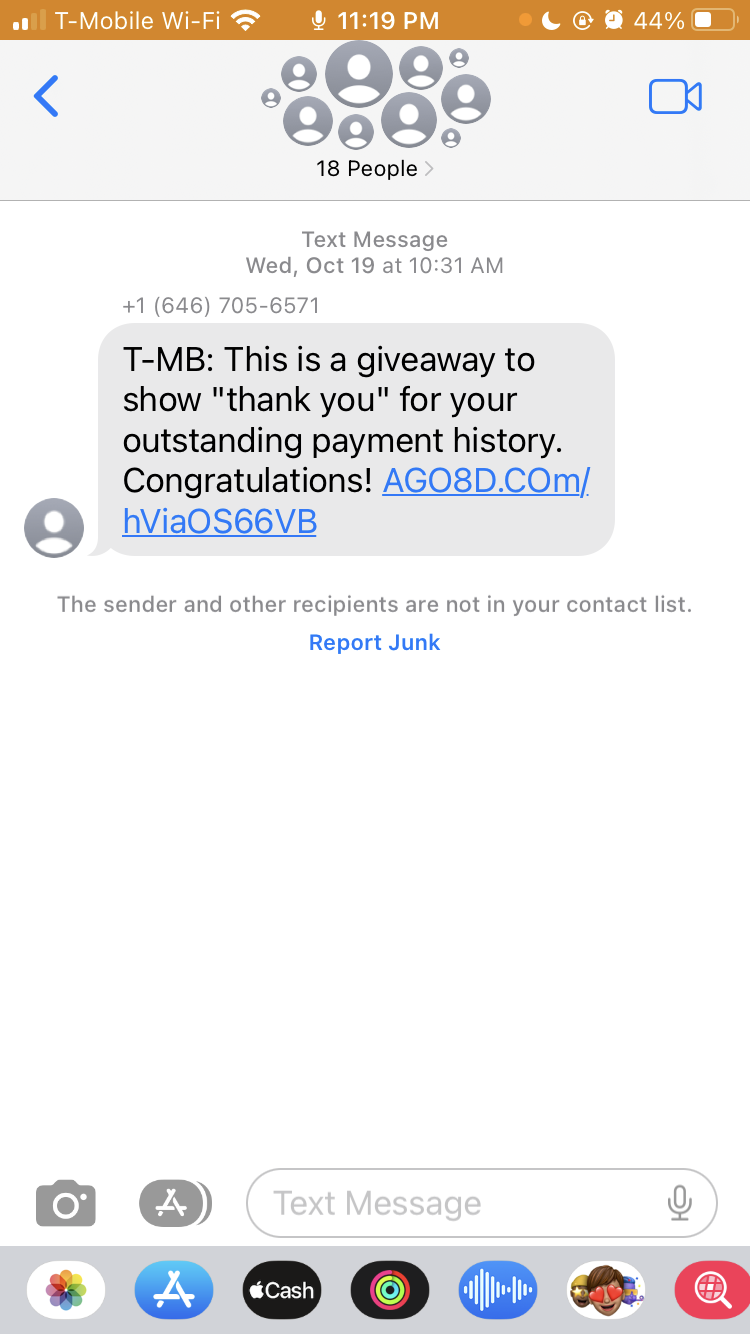 T-Mobile Wi-Fi 11:19 PM 44%
18 People
Text Message
Wed, Oct 19 at 10:31 AM
+1 (646) 705-6571
T-MB: This is a giveaway to
show "thank you" for your
outstanding payment history.
Congratulations! AGO8D.COm/
hViaOS66VB
The sender and other recipients are not in your contact list.
Report Junk
Text Message
Cash